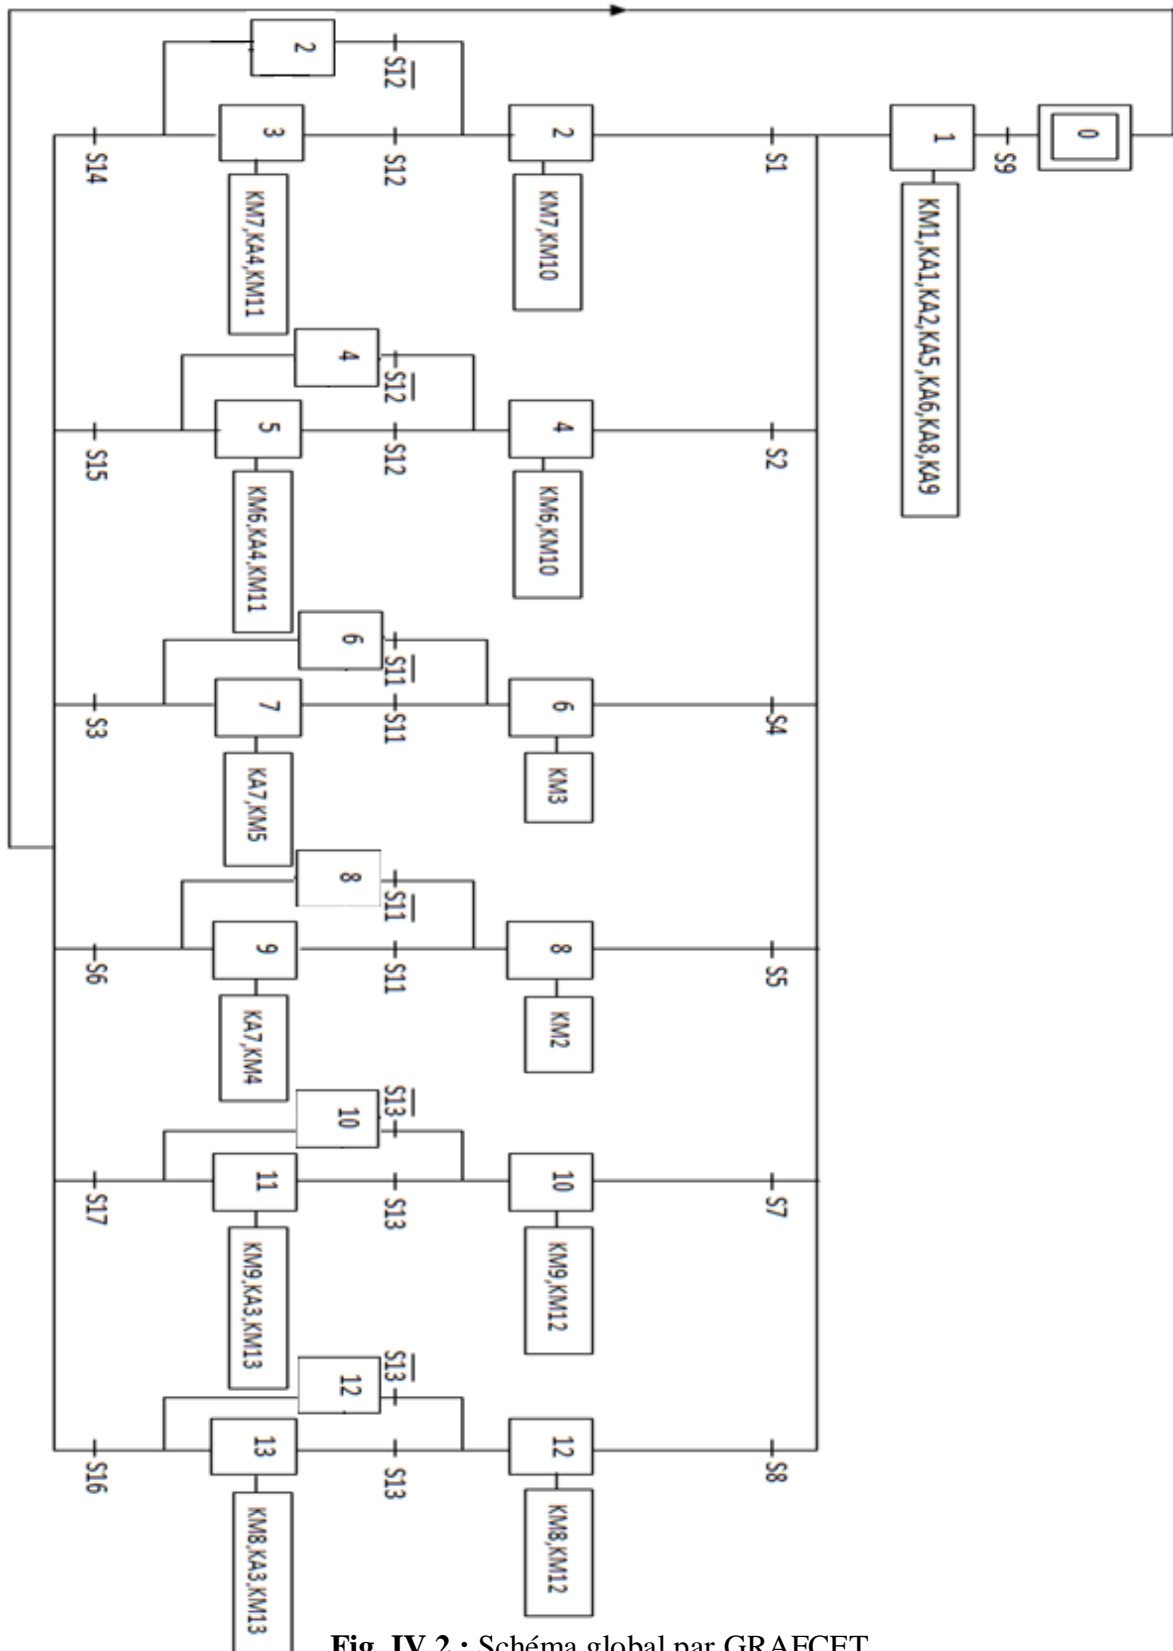 0
S9
1
KM1,KA1,KA2,KA5,KA6,KA8,KA9
S1
S2
S4
S5
S7
S8
2
KM7,KM10
4
KM6,KM10
6
KM3
8
KM2
10
KM9,KM12
12
KM8,KM12
S12
S12
S12
S12
S11
S11
S11
S11
S13
S13
S13
S13
2
3
KM7,KA4,KM11
4
5
KM6,KA4,KM11
6
7
KA7,KM5
8
9
KA7,KM4
10
11
KM9,KA3,KM13
12
13
KM8,KA3,KM13
S14
S15
S3
S6
S17
S16
Fig. IV.2 : Schéma global par GRAFCET